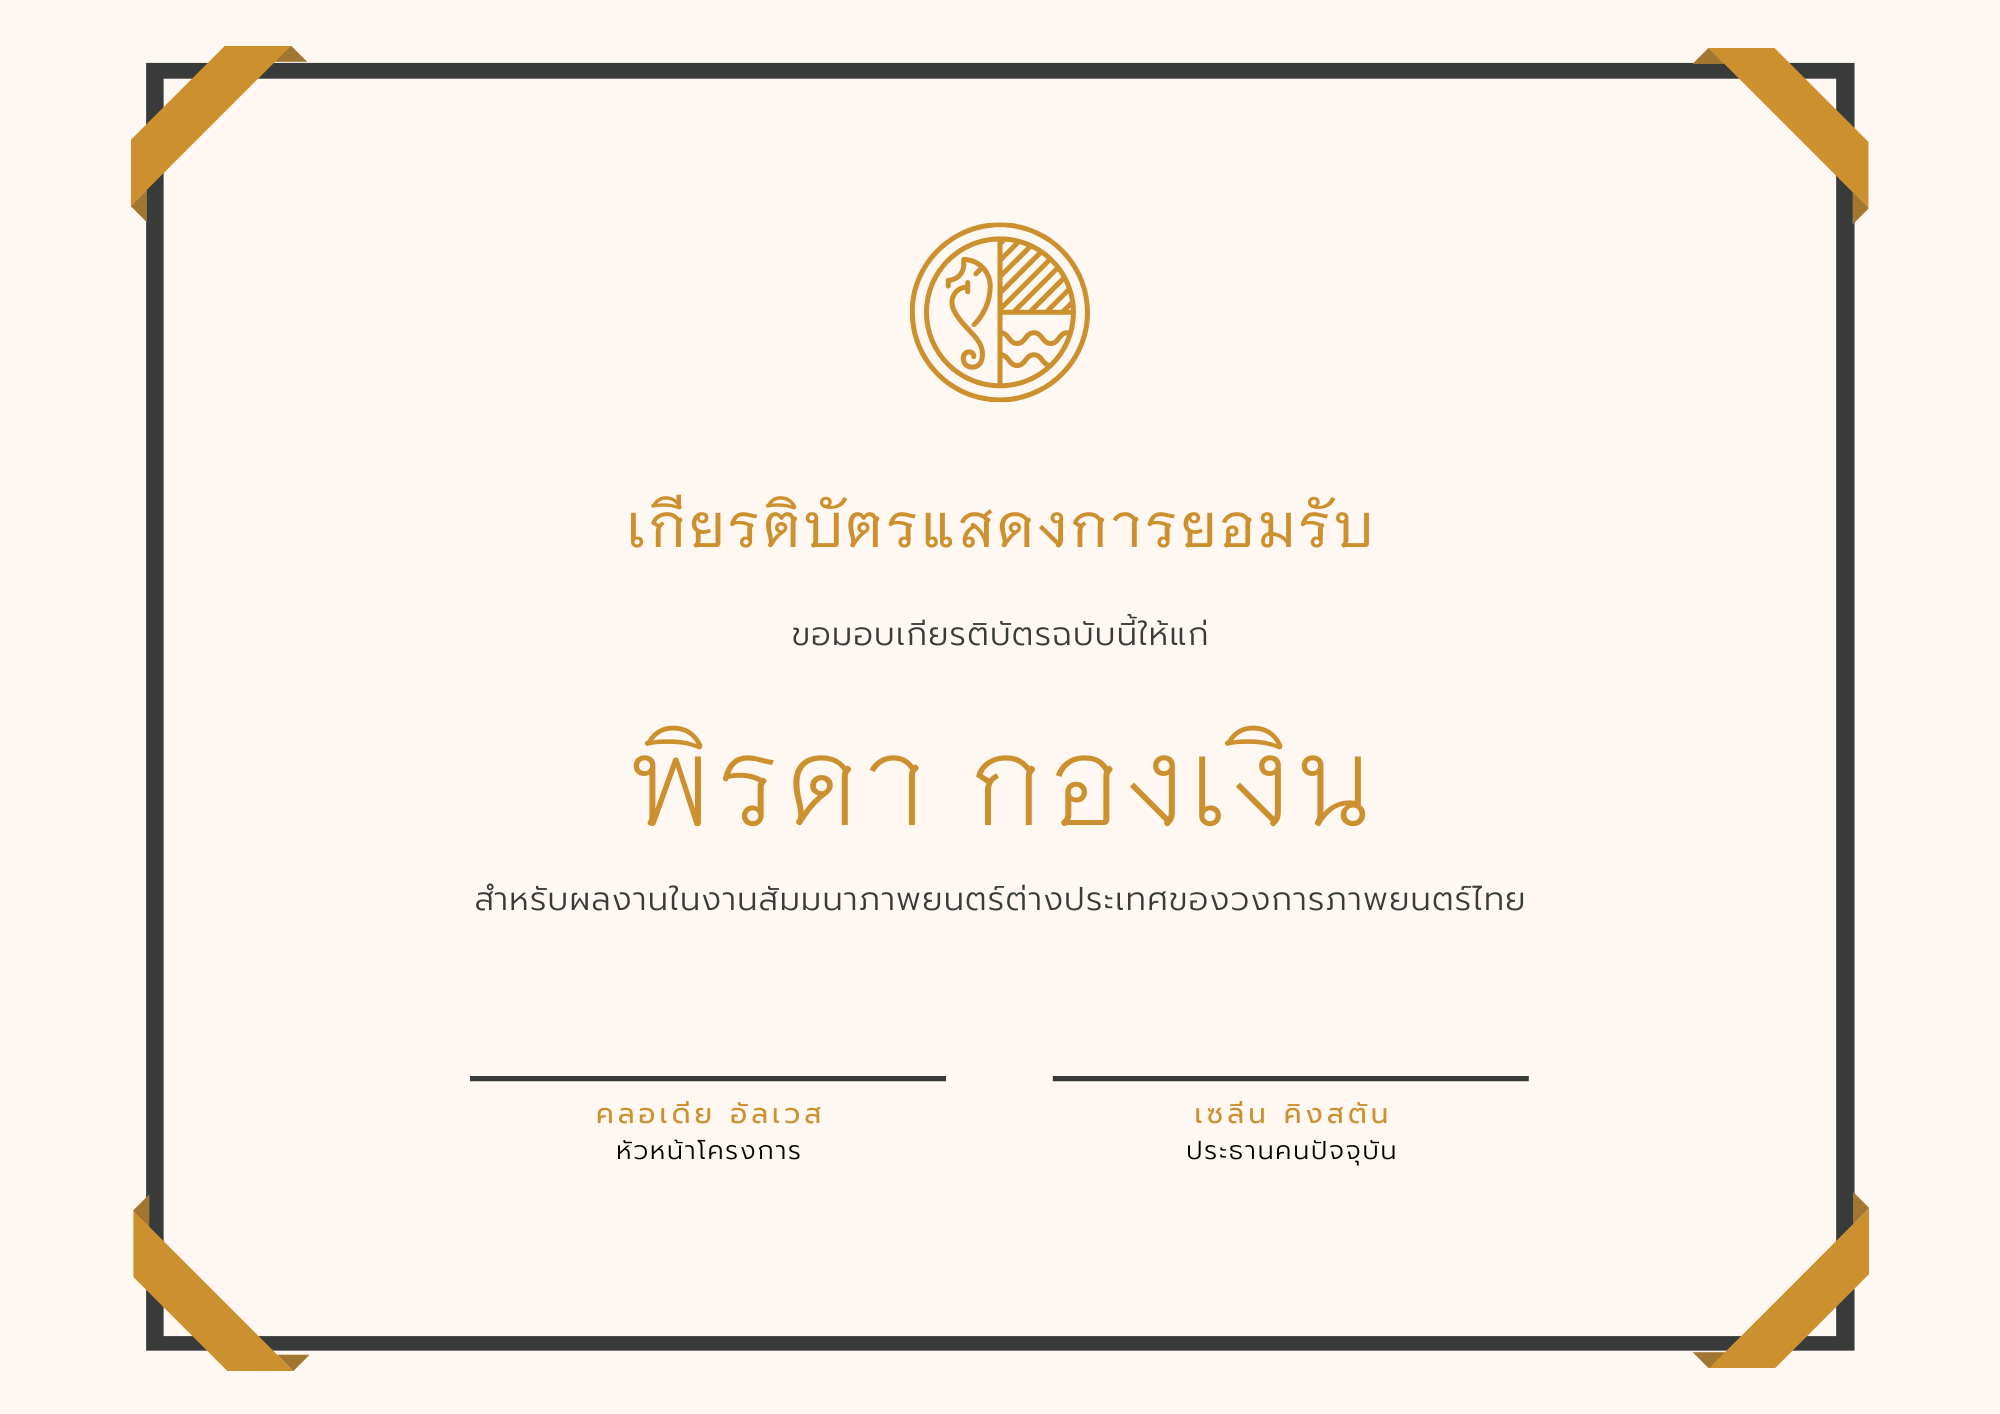 เกียรติบัตรแสดงการยอมรับ
ขอมอบเกียรติบัตรฉบับนี้ให้แก่
พิรดา กองเงิน
สำหรับผลงานในงานสัมมนาภาพยนตร์ต่างประเทศของวงการภาพยนตร์ไทย
คลอเดีย อัลเวส
หัวหน้าโครงการ
เซลีน คิงสตัน
ประธานคนปัจจุบัน